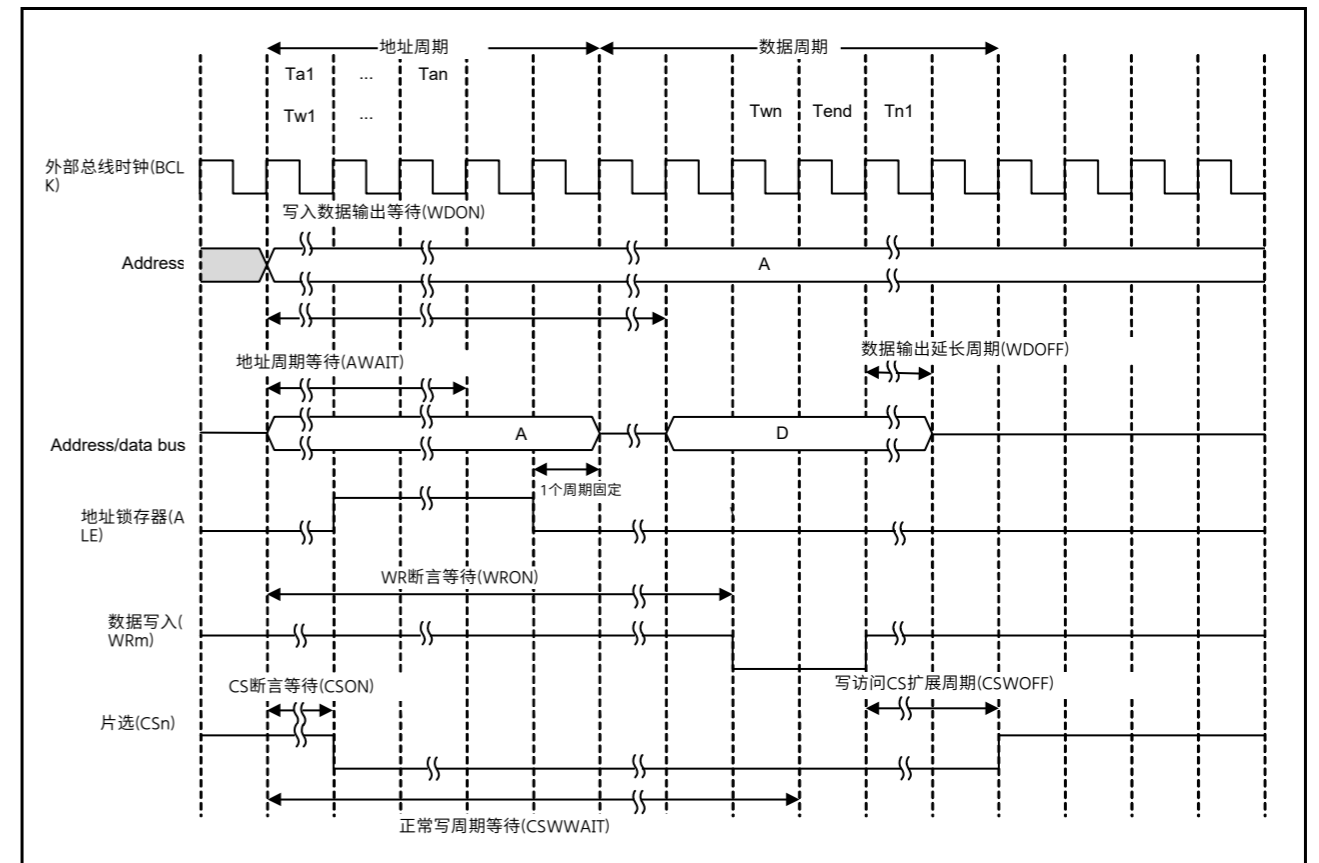 地址周期
数据周期
Ta1 ... Tan
Twn Tend Tn1
Tw1 ...
外部总线时钟(BCL
K)
写入数据输出等待(WDON)
Address
A
数据输出延长周期(WDOFF)
地址周期等待(AWAIT)
Address/data bus
A
D
1个周期固定
地址锁存器(A
LE)
WR断言等待(WRON)
数据写入(
WRm)
CS断言等待(CSON)
写访问CS扩展周期(CSWOFF)
片选(CSn)
正常写周期等待(CSWWAIT)